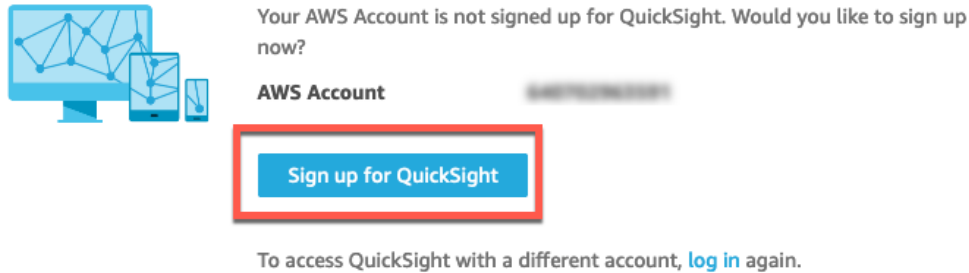 Your AWS Account is not signed up for QuickSight. Would you like to sign up
now?
AWS Account
Sign up for QuickSight
To access QuickSight with a different account, log in again.